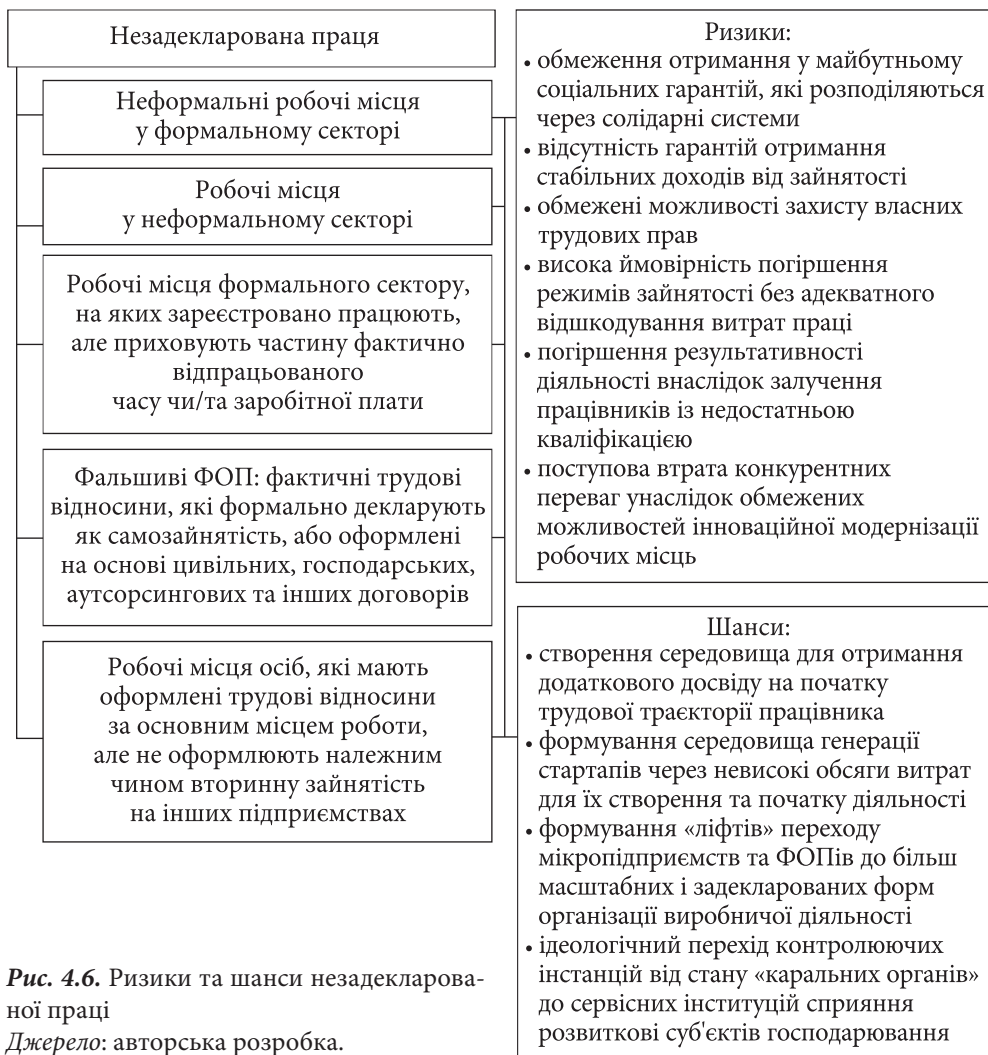 Незадекларована праця
Неформальні робочі місця
у формальному секторі
Робочі місця
у неформальному секторі
Робочі місця формального сектору,
на яких зареєстровано працюють,
але приховують частину фактично
відпрацьованого
часу чи/та заробітної плати
Фальшиві ФОП: фактичні трудові
відносини, які формально декларують
як самозайнятість, або оформлені
на основі цивільних, господарських,
аутсорсингових та інших договорів
Робочі місця осіб, які мають
оформлені трудові відносини
за основним місцем роботи,
але не оформлюють належним
чином вторинну зайнятість
на інших підприємствах
Ризики:
• обмеження отримання у майбутньому
соціальних гарантій, які розподіляються
через солідарні системи
• відсутність гарантій отримання
стабільних доходів від зайнятості
• обмежені можливості захисту власних
трудових прав
• висока ймовірність погіршення
режимів зайнятості без адекватного
відшкодування витрат праці
• погіршення результативності
діяльності внаслідок залучення
працівників із недостатньою
кваліфікацією
• поступова втрата конкурентних
переваг унаслідок обмежених
можливостей інноваційної модернізації
робочих місць
Шанси:
• створення середовища для отримання
додаткового досвіду на початку
трудової траєкторії працівника
• формування середовища генерації
стартапів через невисокі обсяги витрат
для їх створення та початку діяльності
• формування «ліфтів» переходу
мікропідприємств та ФОПів до більш
масштабних і задекларованих форм
організації виробничої діяльності
• ідеологічний перехід контролюючих
інстанцій від стану «каральних органів»
до сервісних інституцій сприяння
розвиткові суб'єктів господарювання
Рис. 4.6. Ризики та шанси незадекларова-
ної праці
Джерело: авторська розробка.